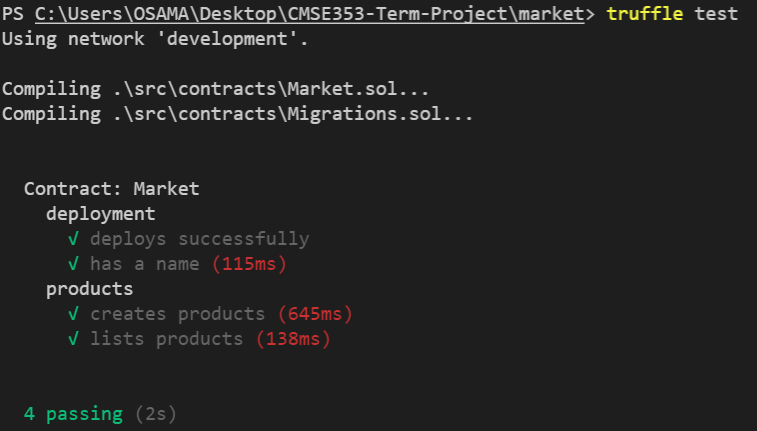 PS C:\Users\OSAMA\Desktop\CMSE353-Term-Project\market> truffle test
Using network 'development'.
Compiling .\src\contracts\Market.sol...
Compiling .\src\contracts\Migrations.sol...
Contract: Market
deployment
√ deploys successfully
√ has a name (115ms)
products
√ creates products (645ms)
√ lists products (138ms)
4 passing (2s)